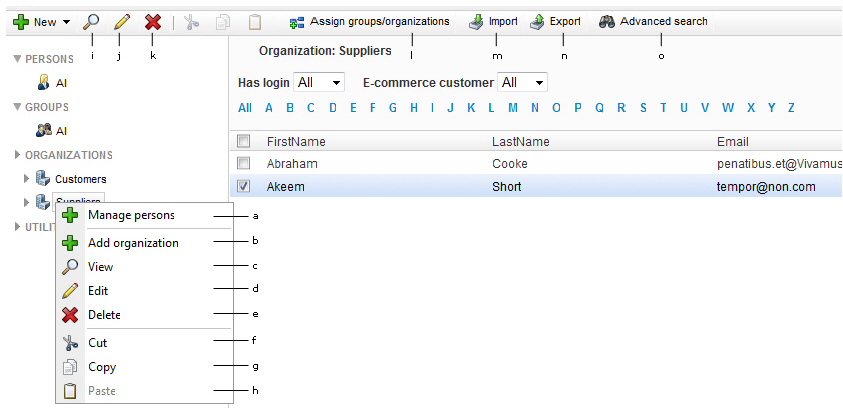 New Assign groups/organizations Import Export Advanced search
i j k l m n o
PERSONS
Al
GROUPS
Al
ORGANIZATIONS
Customers
Suppliers
UTILI
Organization: Suppliers
Has login All E-commerce customer All
All A B C D E F G H I J K L M N O P Q R S T U V W X Y Z
FirstName LastName Email
Abraham Cooke penatibus.et@Vivamus
Akeem Short tempor@non.com
Manage persons a
Add organization b
View c
Edit d
Delete e
Cut f
Copy g
Paste h